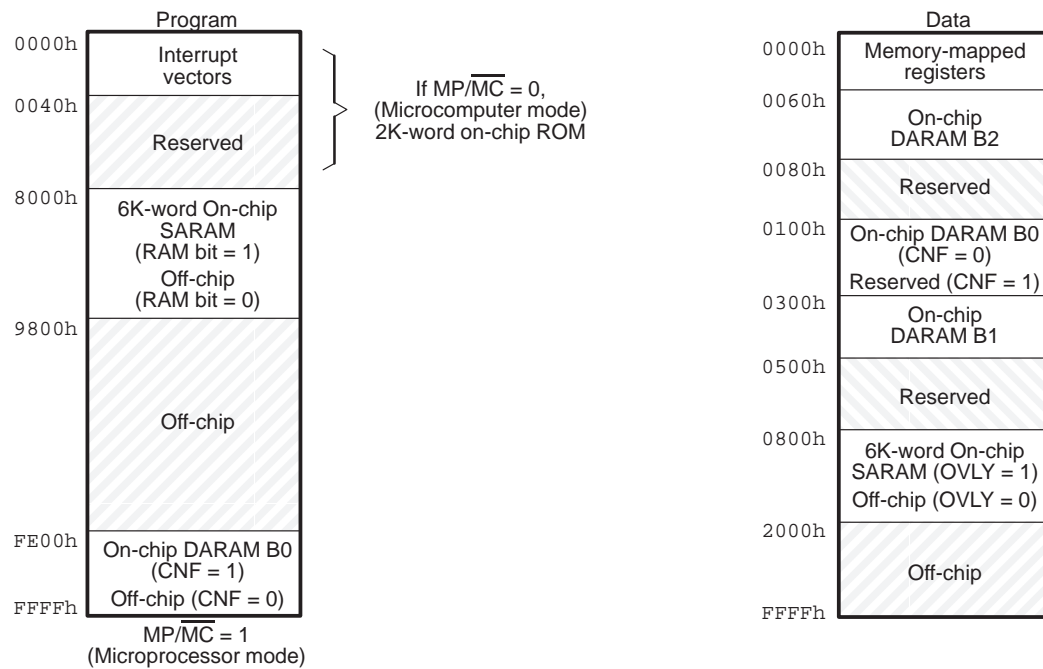 Program
0000h
Interrupt
vectors
0040h
Reserved
8000h
6K-word On-chip
SARAM
(RAM bit = 1)
Off-chip
(RAM bit = 0)
9800h
Off-chip
FE00h
On-chip DARAM B0
(CNF = 1)
Off-chip (CNF = 0)
FFFFh
MP/MC = 1
(Microprocessor mode)
If MP/MC = 0,
(Microcomputer mode)
2K-word on-chip ROM
Data
0000h
Memory-mapped
registers
0060h
On-chip
DARAM B2
0080h
Reserved
0100h
On-chip DARAM B0
(CNF = 0)
Reserved (CNF = 1)
0300h
On-chip
DARAM B1
0500h
Reserved
0800h
6K-word On-chip
SARAM (OVLY = 1)
Off-chip (OVLY = 0)
2000h
Off-chip
FFFFh